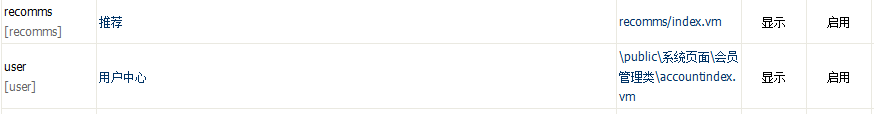 recomms
[recomms]
推荐
recomms/index.vm
显示
启用
user
[user]
用户中心
\public\系统页面\会员
管理类\accountindex.
vm
显示
启用